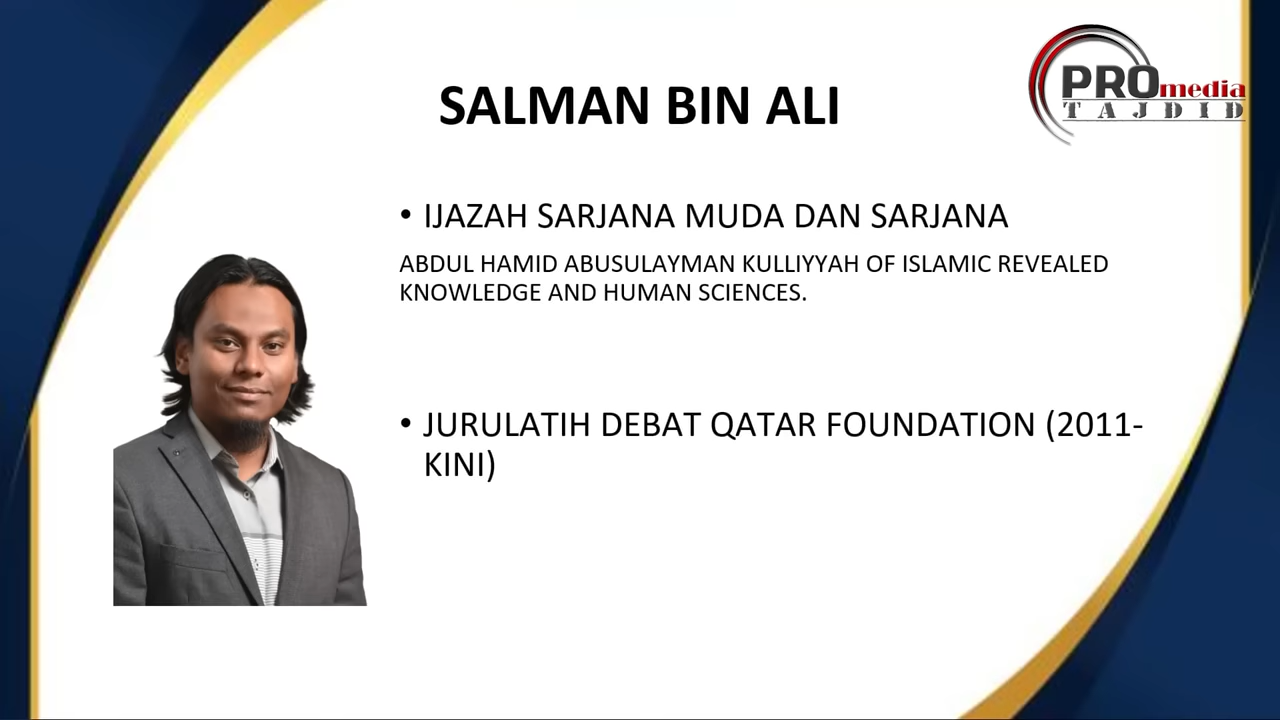 PROmedia
TAJDID
SALMAN BIN ALI
• IJAZAH SARJANA MUDA DAN SARJANA
ABDUL HAMID ABUSULAYMAN KULLIYYAH OF ISLAMIC REVEALED
KNOWLEDGE AND HUMAN SCIENCES.
• JURULATIH DEBAT QATAR FOUNDATION (2011-
KINI)